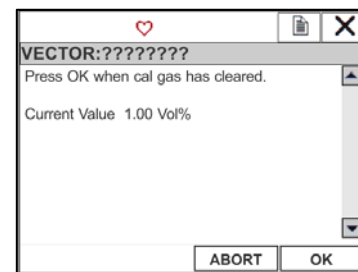 VECTOR:????????
Press OK when cal gas has cleared.
Current Value 1.00 Vol%
ABORT OK